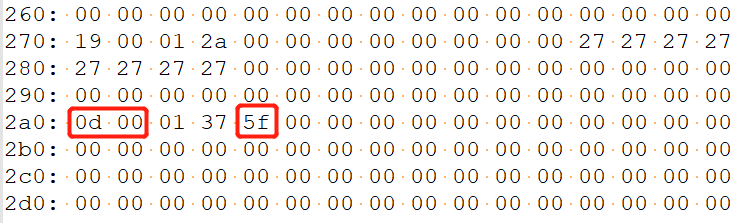 260: 00 00 00 00 00 00 00 00 00 00 00 00 00 00 00 00
270: 19 00 01 2a 00 00 00 00 00 00 00 00 27 27 27 27
280: 27 27 27 27 00 00 00 00 00 00 00 00 00 00 00 00
290: 00 00 00 00 00 00 00 00 00 00 00 00 00 00 00 00
2a0: 0d 00 01 37 5f 00 00 00 00 00 00 00 00 00 00 00
2b0: 00 00 00 00 00 00 00 00 00 00 00 00 00 00 00 00
2c0: 00 00 00 00 00 00 00 00 00 00 00 00 00 00 00 00
2d0: 00 00 00 00 00 00 00 00 00 00 00 00 00 00 00 00